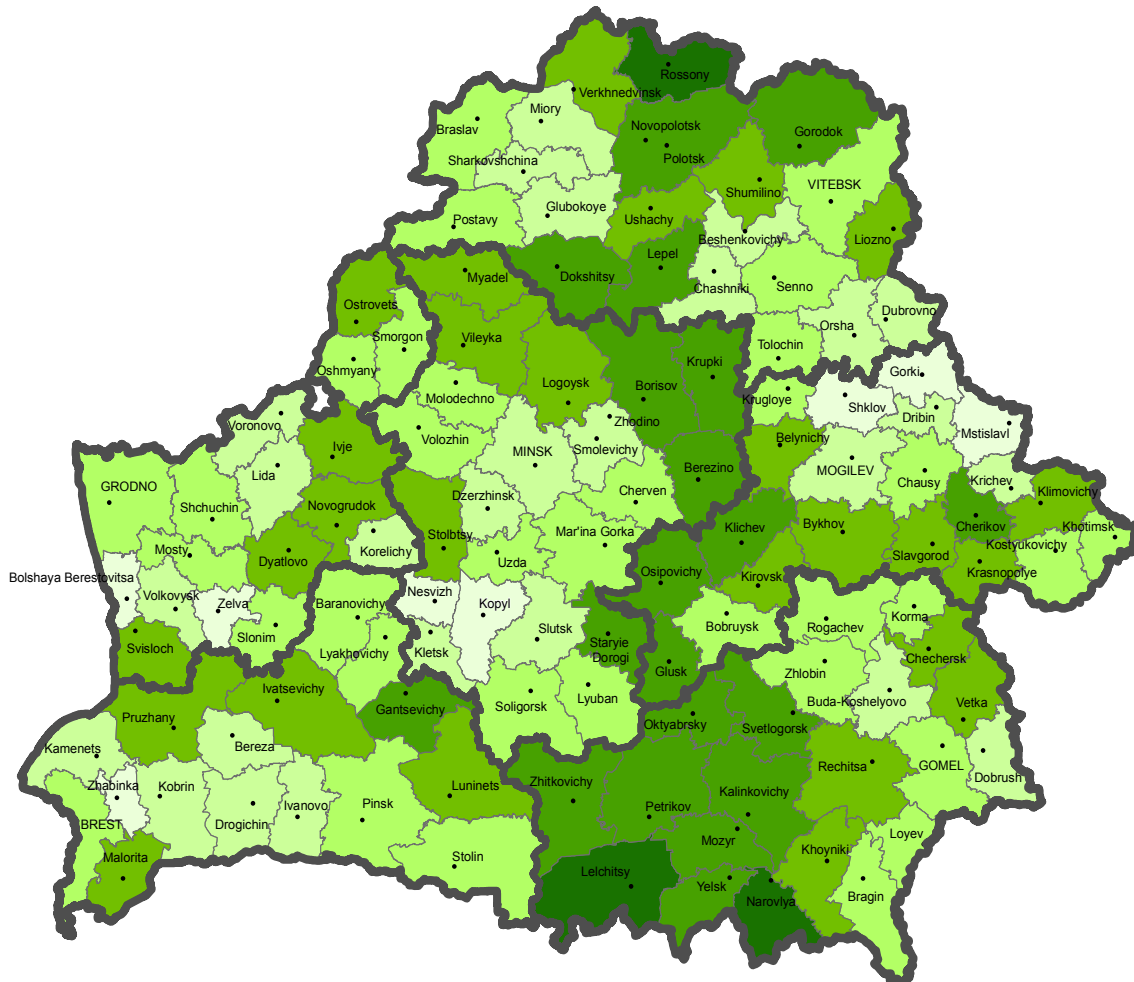 Rossony
Verkhnedvinsk
Miory
Braslav
Novopolotsk
Gorodok
Polotsk
Sharkovshchina
Shumilino
VITEBSK
Glubokoye
Postavy
Ushachy
Liozno
Beshenkovichy
Lepel
Myadel
Dokshitsy
Chashniki
Senno
Ostrovets
Dubrovno
Orsha
Smorgon
Vileyka
Tolochin
Oshmyany
Krupki
Gorki
Logoysk
Borisov
Molodechno
Krugloye
Shklov
Dribin
Mstislavl
Voronovo
Volozhin
Zhodino
Ivje
MINSK
Smolevichy
Belynichy
Lida
MOGILEV
Berezino
Krichev
GRODNO
Chausy
Klimovichy
Dzerzhinsk
Cherven
Shchuchin
Novogrudok
Klichev
Bykhov
Cherikov
Khotimsk
Stolbtsy
Mar'ina Gorka
Korelichy
Kostyukovichy
Mosty
Dyatlovo
Uzda
Osipovichy
Slavgorod
Krasnopolye
Bolshaya Berestovitsa
Kirovsk
Volkovysk
Zelva
Baranovichy
Nesvizh
Kopyl
Bobruysk
Rogachev
Korma
Slonim
Slutsk
Staryie
Dorogi
Svisloch
Lyakhovichy
Kletsk
Glusk
Chechersk
Zhlobin
Ivatsevichy
Gantsevichy
Soligorsk
Lyuban
Buda-Koshelyovo
Vetka
Pruzhany
Oktyabrsky
Svetlogorsk
Kamenets
Bereza
Rechitsa
GOMEL
Dobrush
Zhabinka
Kobrin
Luninets
Zhitkovichy
Kalinkovichy
Ivanovo
Pinsk
Petrikov
BREST
Drogichin
Loyev
Mozyr
Malorita
Stolin
Khoyniki
Lelchitsy
Yelsk
Narovlya
Bragin